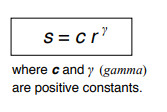 s = c r^γ
where c and γ (gamma)
are positive constants.